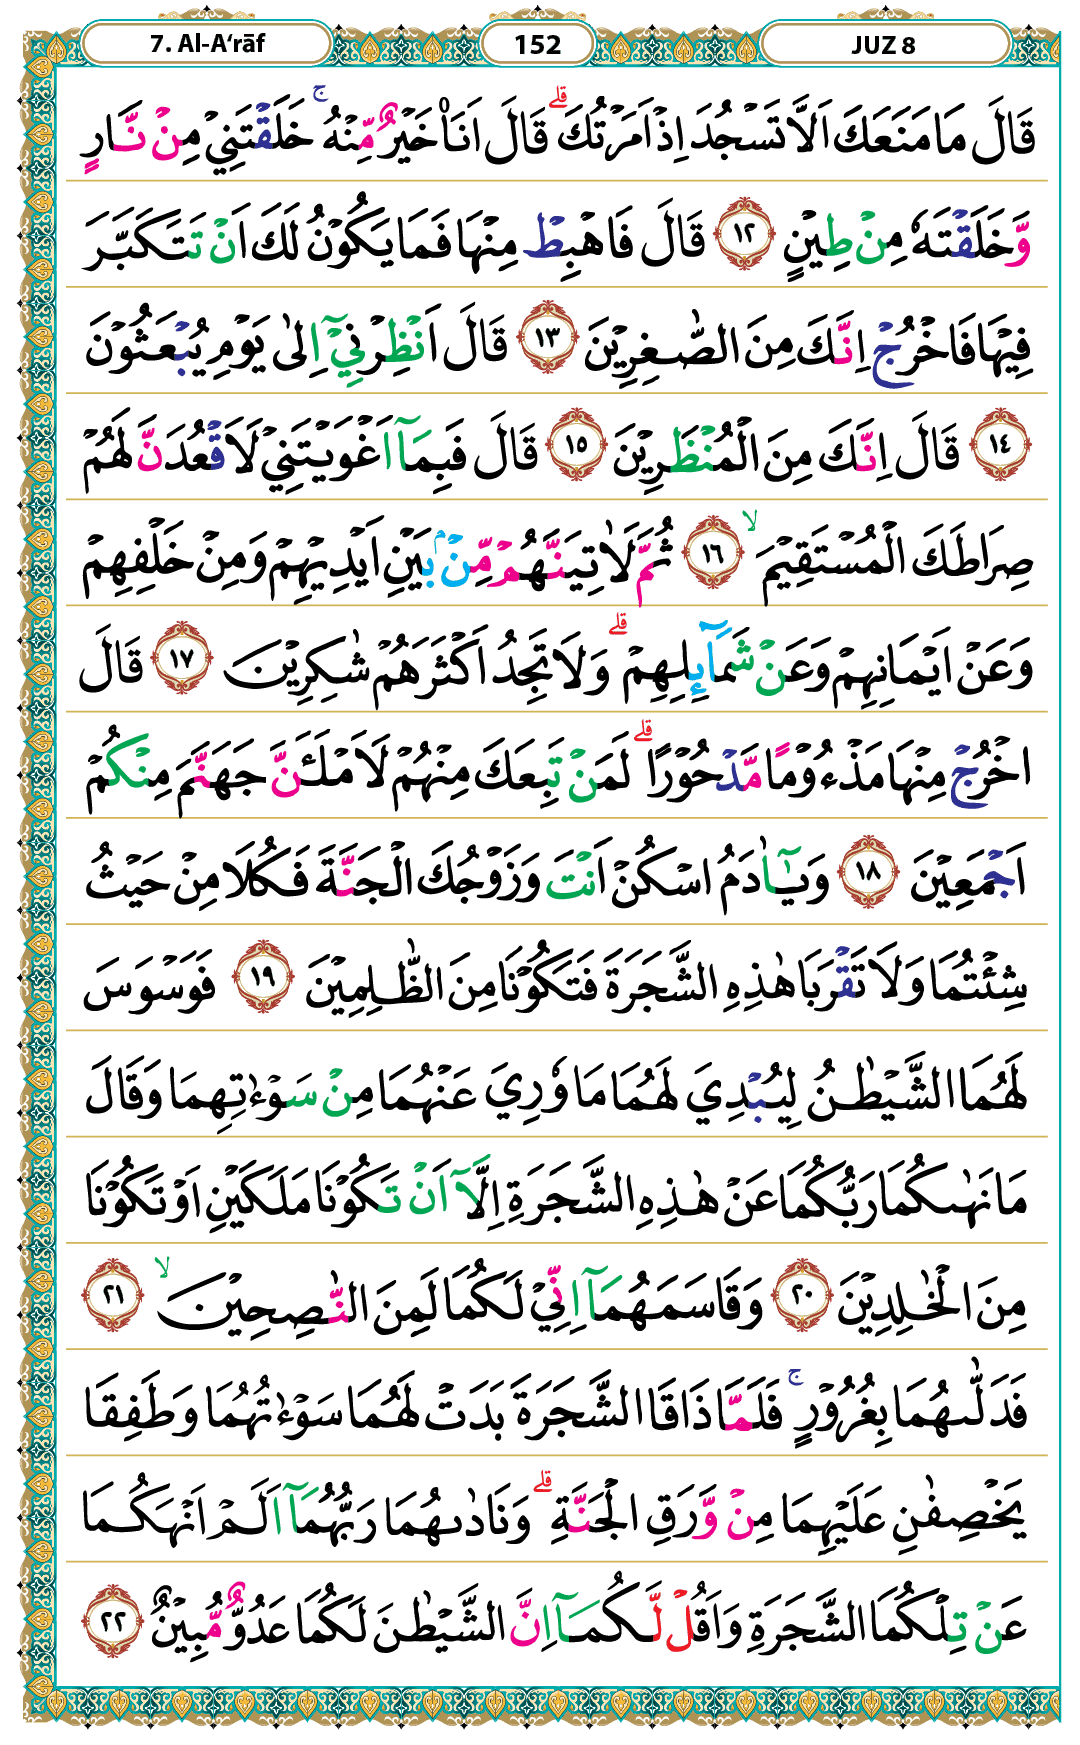 7. Al-A‘rāf
152
JUZ 8
قَالَ مَا مَنَعَكَ اَلَّا تَسْجُدَ اِذْ اَمَرْتُكَ ۗ قَالَ اَنَا۠ خَيْرٌ مِّنْهُ ۚ خَلَقْتَنِيْ مِنْ نَّارٍ
وَّخَلَقْتَهٗ مِنْ طِيْنٍ ١٢ قَالَ فَاهْبِطْ مِنْهَا فَمَا يَكُوْنُ لَكَ اَنْ تَتَكَبَّرَ
فِيْهَا فَاخْرُجْ اِنَّكَ مِنَ الصّٰغِرِيْنَ ١٣ قَالَ اَنْظِرْنِيْٓ اِلٰى يَوْمِ يُبْعَثُوْنَ
١٤ قَالَ اِنَّكَ مِنَ الْمُنْظَرِيْنَ ١٥ قَالَ فَبِمَآ اَغْوَيْتَنِيْ لَاَقْعُدَنَّ لَهُمْ
صِرَاطَكَ الْمُسْتَقِيْمَ ۙ ١٦ ثُمَّ لَاٰتِيَنَّهُمْ مِّنْۢ بَيْنِ اَيْدِيْهِمْ وَمِنْ خَلْفِهِمْ
وَعَنْ اَيْمَانِهِمْ وَعَنْ شَمَاۤىِٕلِهِمْ ۗ وَلَا تَجِدُ اَكْثَرَهُمْ شٰكِرِيْنَ ١٧ قَالَ
اخْرُجْ مِنْهَا مَذْءُوْمًا مَّدْحُوْرًا ۗ لَمَنْ تَبِعَكَ مِنْهُمْ لَاَمْلَـَٔنَّ جَهَنَّمَ مِنْكُمْ
اَجْمَعِيْنَ ١٨ وَيٰٓاٰدَمُ اسْكُنْ اَنْتَ وَزَوْجُكَ الْجَنَّةَ فَكُلَا مِنْ حَيْثُ
شِئْتُمَا وَلَا تَقْرَبَا هٰذِهِ الشَّجَرَةَ فَتَكُوْنَا مِنَ الظّٰلِمِيْنَ ١٩ فَوَسْوَسَ
لَهُمَا الشَّيْطٰنُ لِيُبْدِيَ لَهُمَا مَا وٗرِيَ عَنْهُمَا مِنْ سَوْءٰتِهِمَا وَقَالَ
مَا نَهٰىكُمَا رَبُّكُمَا عَنْ هٰذِهِ الشَّجَرَةِ اِلَّآ اَنْ تَكُوْنَا مَلَكَيْنِ اَوْ تَكُوْنَا
مِنَ الْخٰلِدِيْنَ ٢٠ وَقَاسَمَهُمَآ اِنِّيْ لَكُمَا لَمِنَ النّٰصِحِيْنَ ۙ ٢١
فَدَلّٰىهُمَا بِغُرُوْرٍ ۚ فَلَمَّا ذَاقَا الشَّجَرَةَ بَدَتْ لَهُمَا سَوْءٰتُهُمَا وَطَفِقَا
يَخْصِفٰنِ عَلَيْهِمَا مِنْ وَّرَقِ الْجَنَّةِ ۗ وَنَادٰىهُمَا رَبُّهُمَآ اَلَمْ اَنْهَكُمَا
عَنْ تِلْكُمَا الشَّجَرَةِ وَاَقُلْ لَّكُمَآ اِنَّ الشَّيْطٰنَ لَكُمَا عَدُوٌّ مُّبِيْنٌ ٢٢